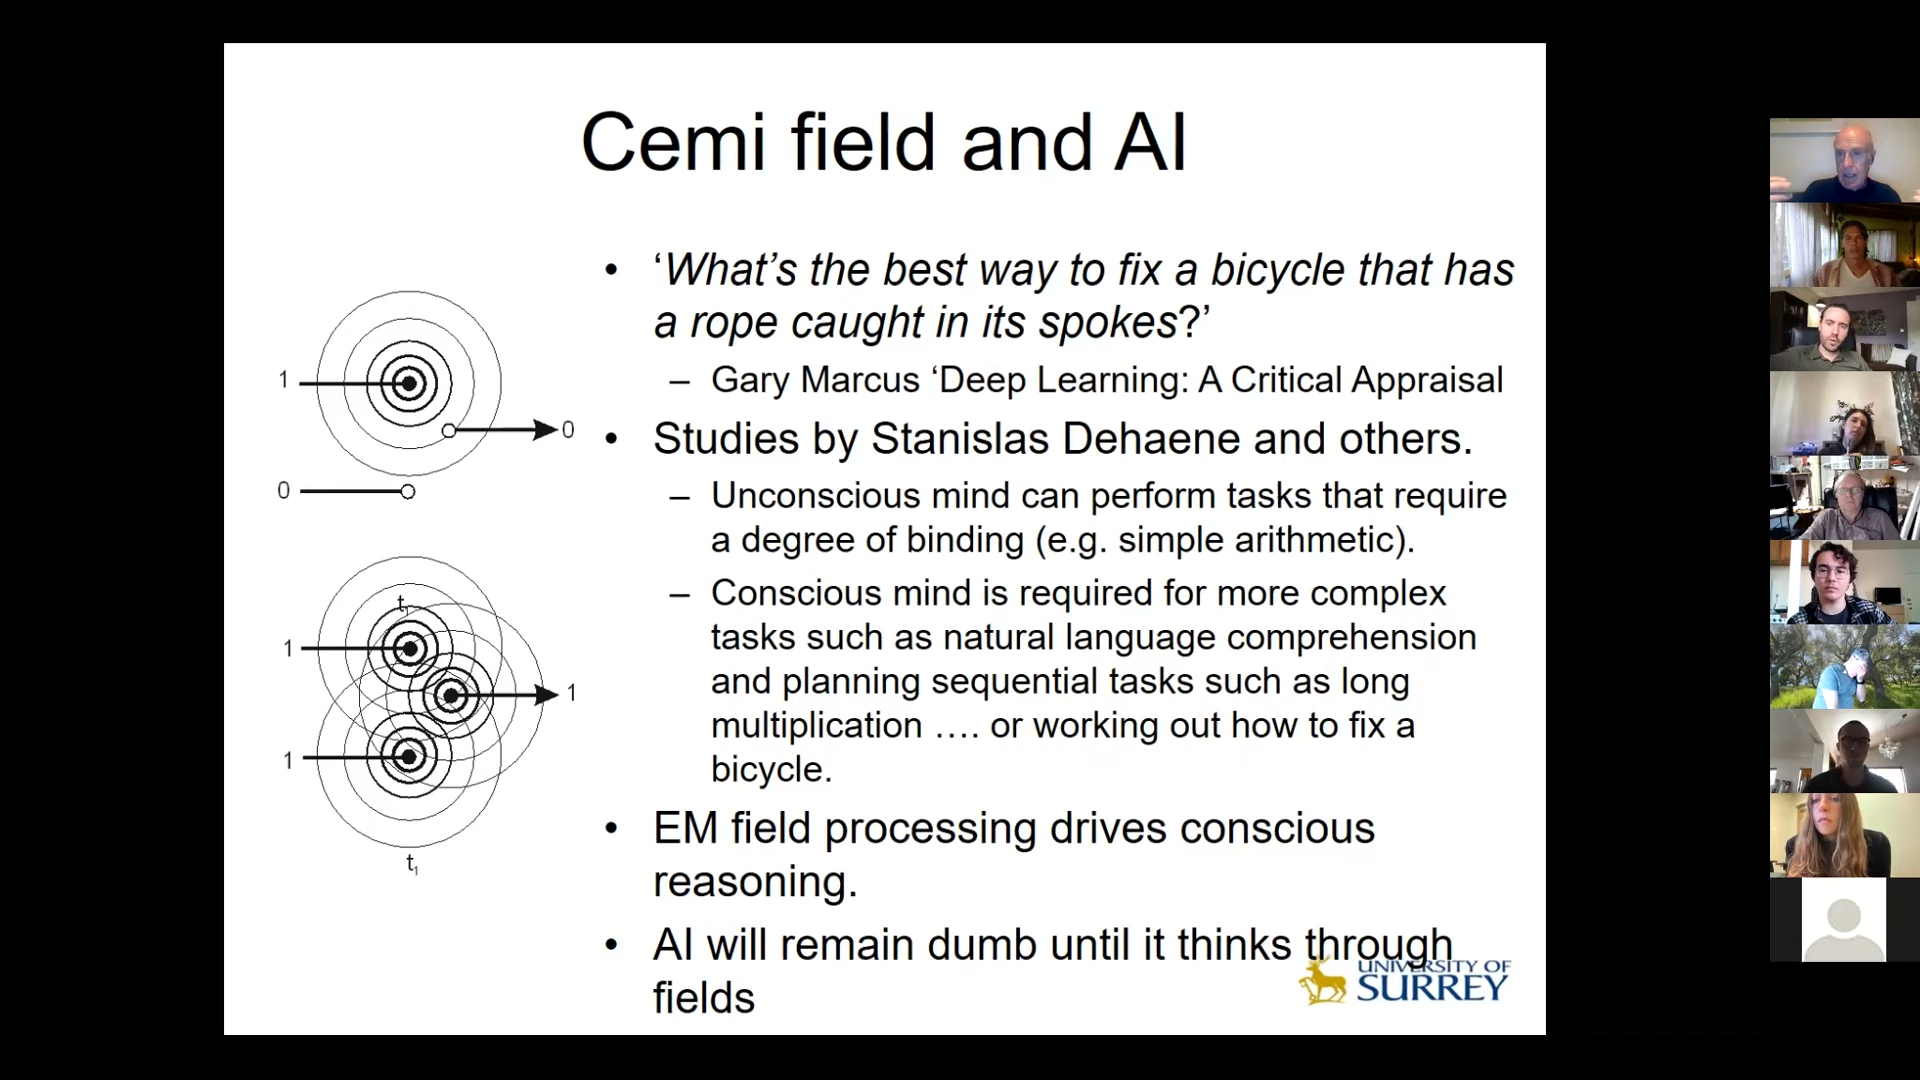 Cemi field and AI
• ‘What’s the best way to fix a bicycle that has
a rope caught in its spokes?’
– Gary Marcus ‘Deep Learning: A Critical Appraisal
• Studies by Stanislas Dehaene and others.
– Unconscious mind can perform tasks that require
a degree of binding (e.g. simple arithmetic).
– Conscious mind is required for more complex
tasks such as natural language comprehension
and planning sequential tasks such as long
multiplication …. or working out how to fix a
bicycle.
• EM field processing drives conscious
reasoning.
• AI will remain dumb until it thinks through
fields
1
0
0
t₁
1
1
1
t₁
UNIVERSITY OF
SURREY